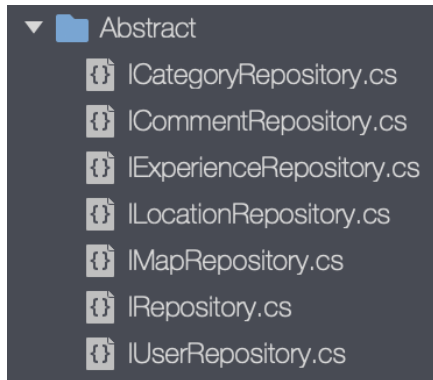 Abstract
{} ICategoryRepository.cs
{} ICommentRepository.cs
{} IExperienceRepository.cs
{} ILocationRepository.cs
{} IMapRepository.cs
{} IRepository.cs
{} IUserRepository.cs